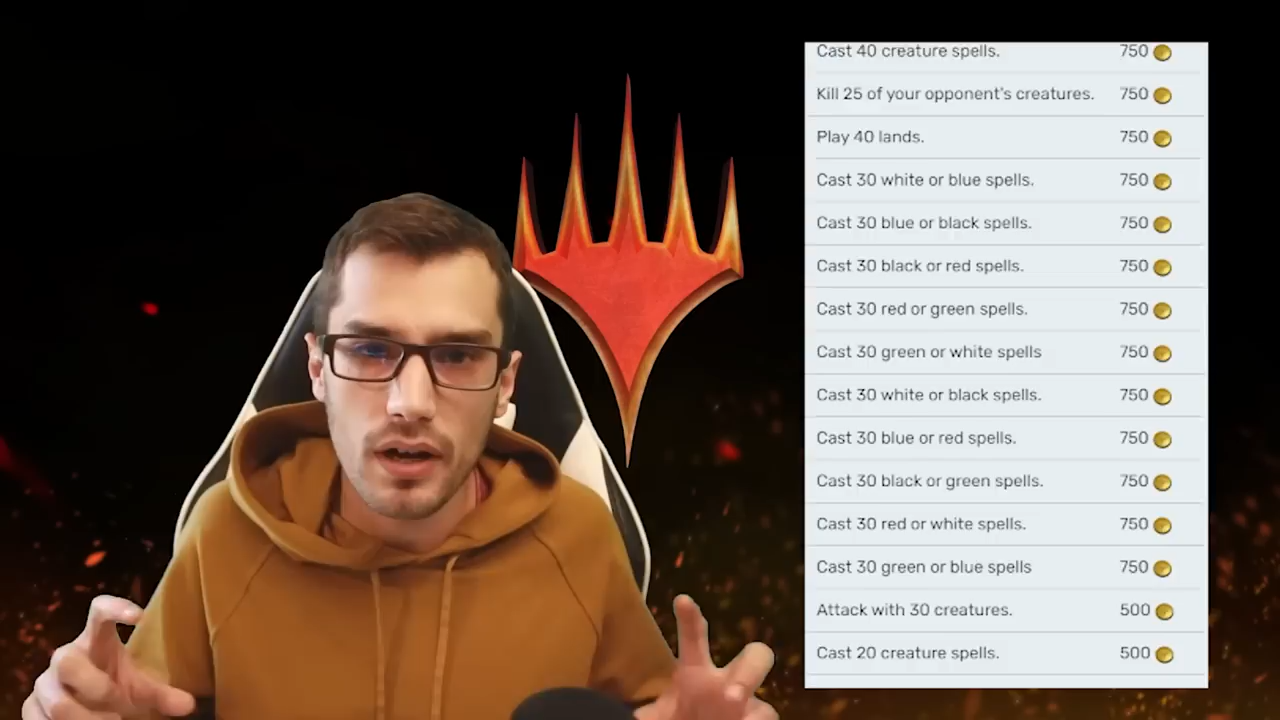 Cast 40 creature spells. 750
Kill 25 of your opponent's creatures. 750
Play 40 lands. 750
Cast 30 white or blue spells. 750
Cast 30 blue or black spells. 750
Cast 30 black or red spells. 750
Cast 30 red or green spells. 750
Cast 30 green or white spells 750
Cast 30 white or black spells. 750
Cast 30 blue or red spells. 750
Cast 30 black or green spells. 750
Cast 30 red or white spells. 750
Cast 30 green or blue spells 750
Attack with 30 creatures. 500
Cast 20 creature spells. 500